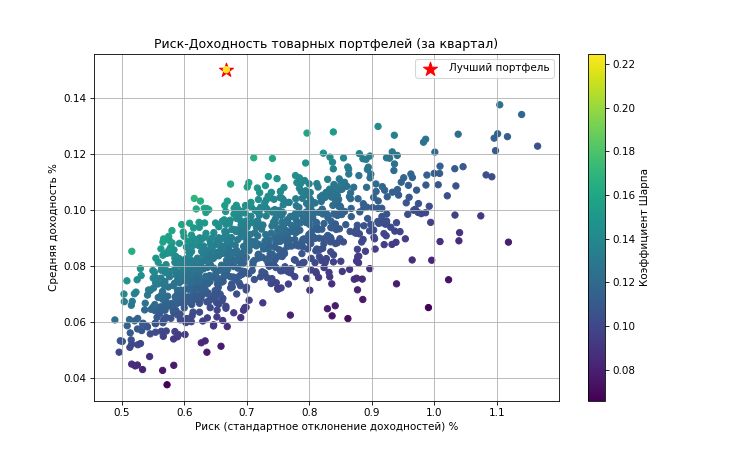 Риск-Доходность товарных портфелей (за квартал)
Лучший портфель
Средняя доходность %
0.14
0.12
0.10
0.08
0.06
0.04
0.5 0.6 0.7 0.8 0.9 1.0 1.1
Риск (стандартное отклонение доходностей) %
0.22
0.20
0.18
0.16
0.14
0.12
0.10
0.08
Коэффициент Шарпа